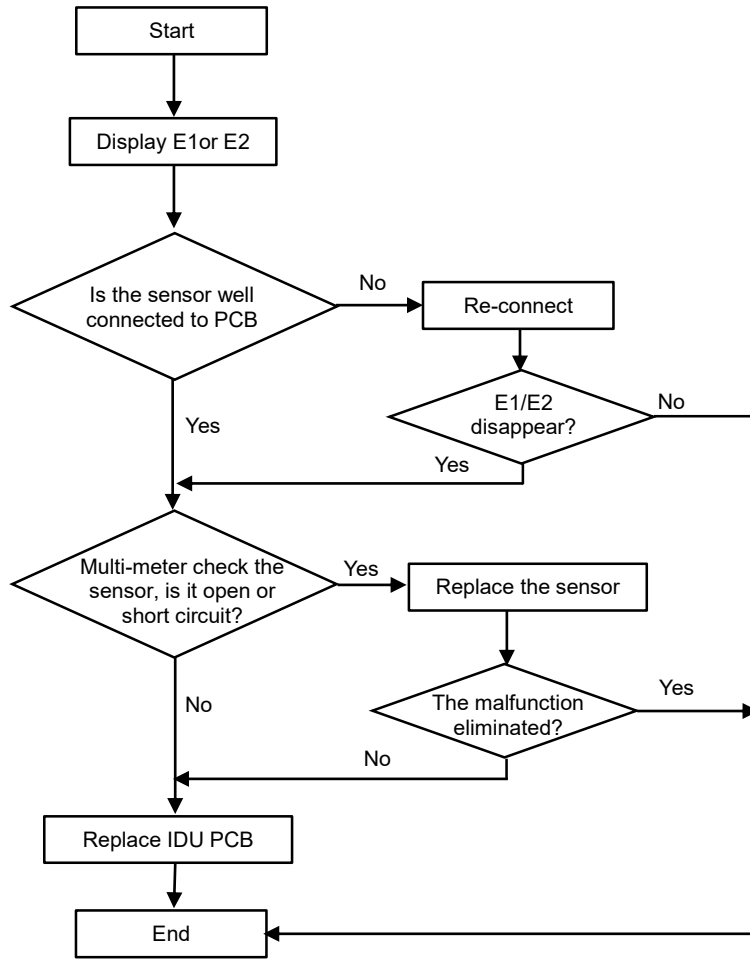 Start
Display E1or E2
Is the sensor well
connected to PCB
No
Re-connect
E1/E2
disappear?
No
Yes
Yes
Multi-meter check the
sensor, is it open or
short circuit?
Yes
Replace the sensor
The malfunction
eliminated?
Yes
No
No
Replace IDU PCB
End